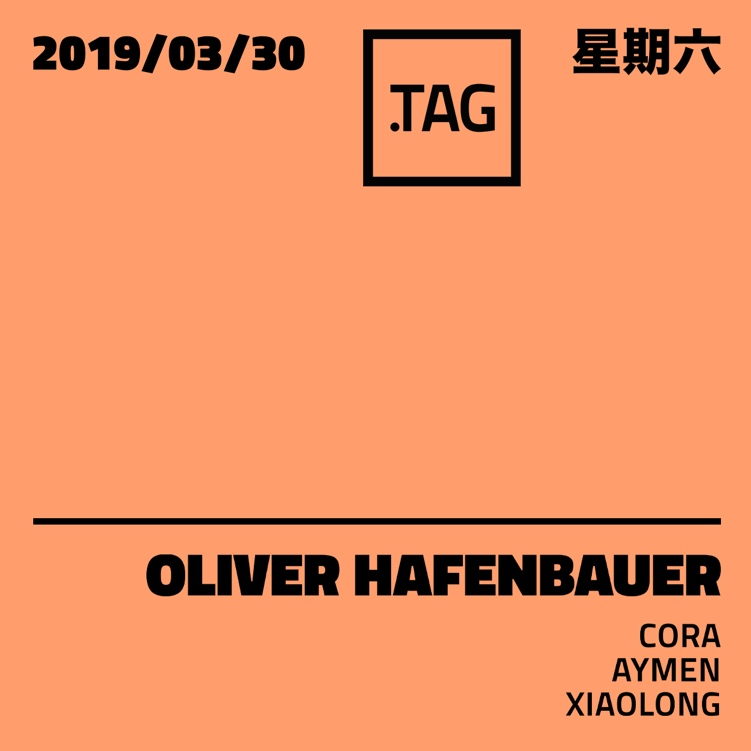 2019/03/30
.TAG
星期六
OLIVER HAFENBAUER
CORA
AYMEN
XIAOLONG